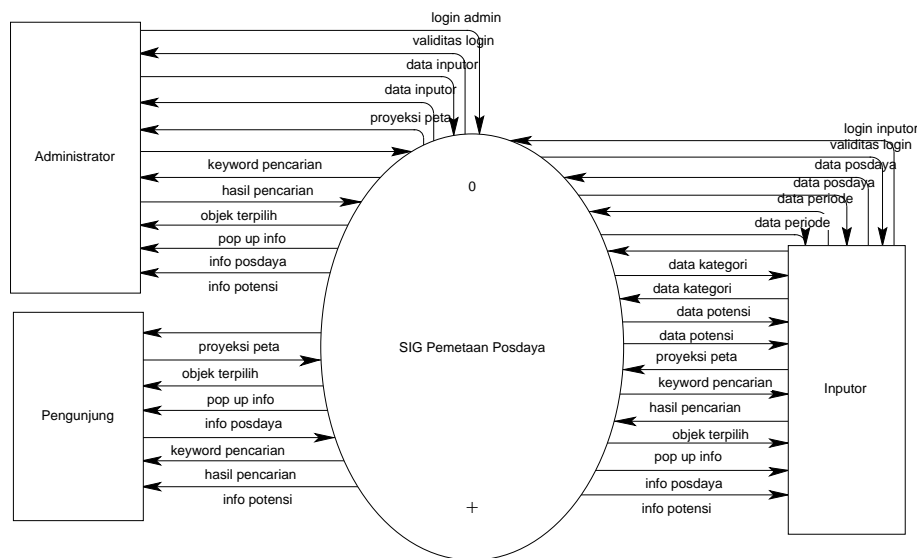 login admin
validitas login
data inputor
data inputor
proyeksi peta
Administrator
keyword pencarian
hasil pencarian
objek terpilih
pop up info
info posdaya
info potensi
proyeksi peta
objek terpilih
Pengunjung
pop up info
info posdaya
keyword pencarian
hasil pencarian
info potensi
0
SIG Pemetaan Posdaya
+
login inputor
validitas login
data posdaya
data posdaya
data periode
data periode
data kategori
data kategori
data potensi
data potensi
proyeksi peta
Inputor
keyword pencarian
hasil pencarian
objek terpilih
pop up info
info posdaya
info potensi